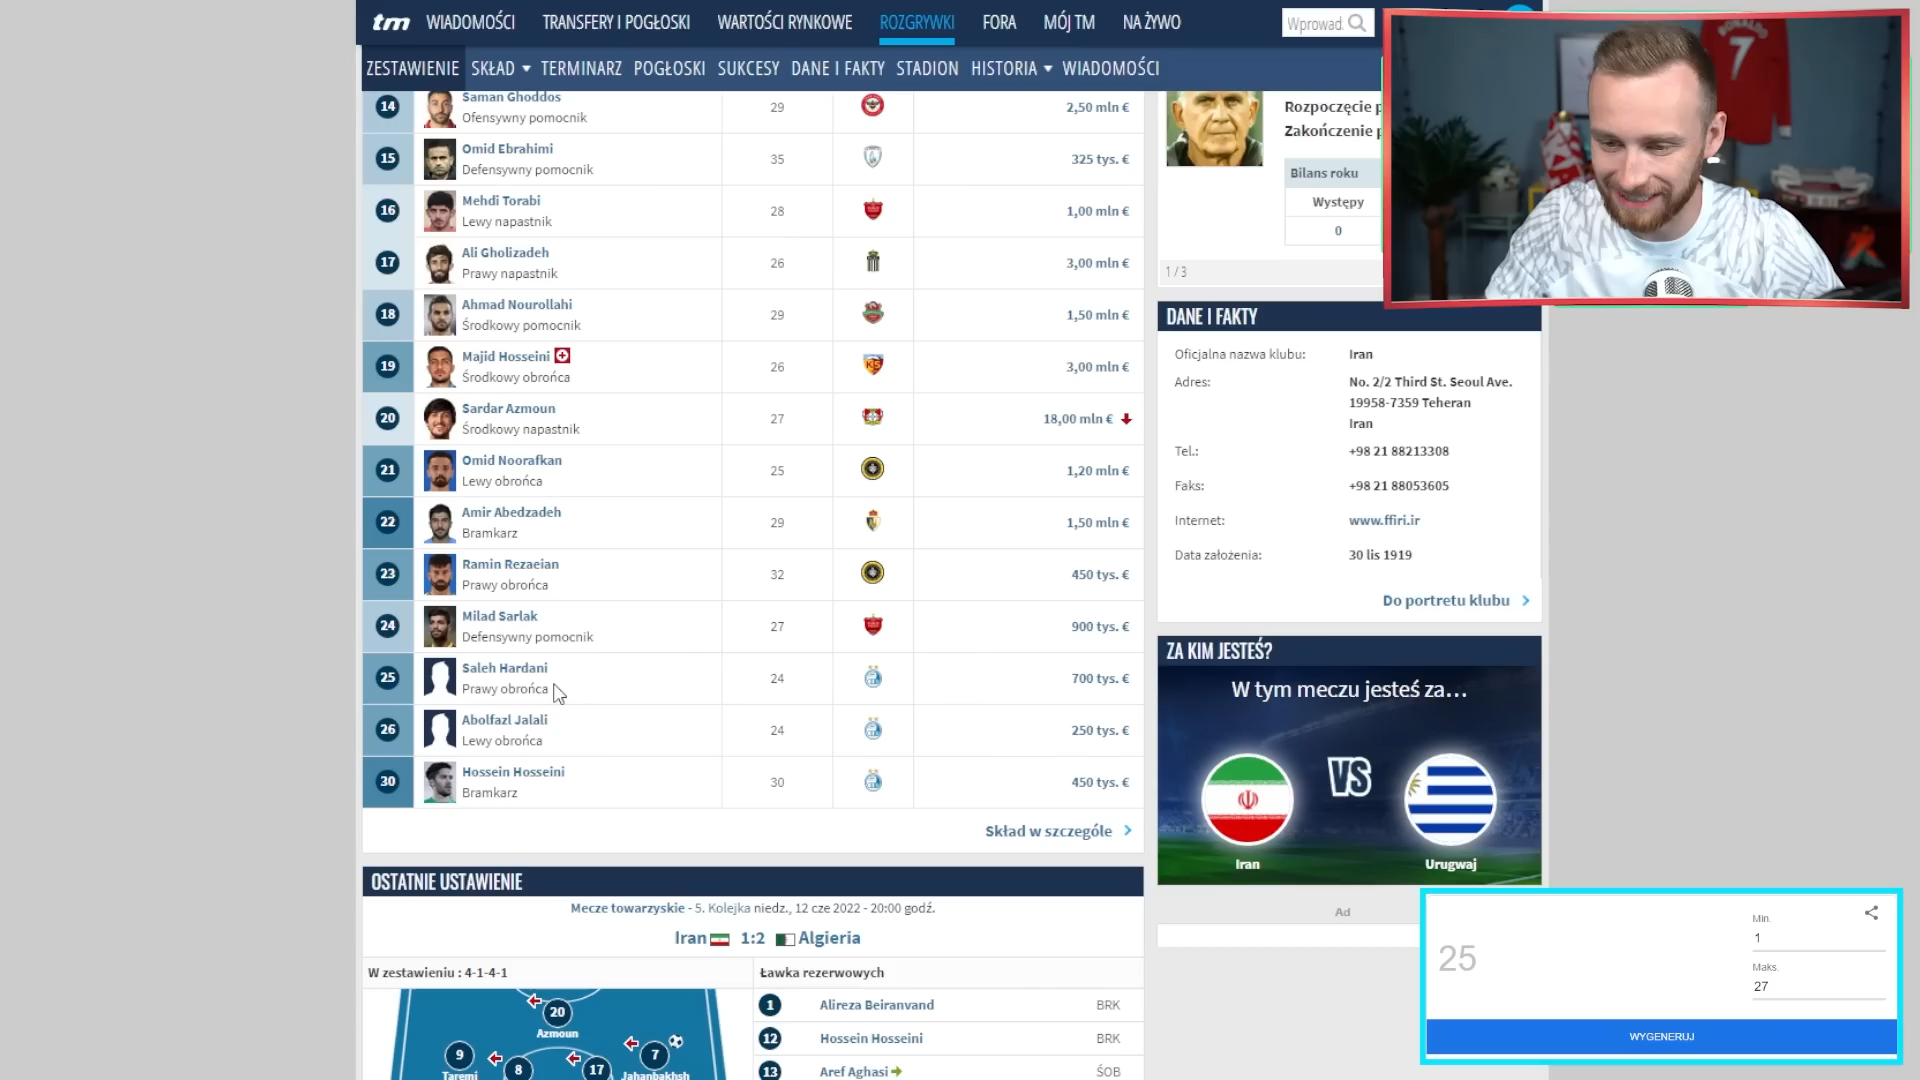 tm WIADOMOŚCI TRANSFERY I POGŁOSKI WARTOŚCI RYNKOWE ROZGRYWKI FORA MÓJ TM NA ŻYWO Wprowad.
ZESTAWIENIE SKŁAD TERMINARZ POGŁOSKI SUKCESY DANE I FAKTY STADION HISTORIA WIADOMOŚCI
14 Saman Ghoddos 29 2,50 mln €
Ofensywny pomocnik
15 Omid Ebrahimi 35 325 tys. €
Defensywny pomocnik
16 Mehdi Torabi 28 1,00 mln €
Lewy napastnik
17 Ali Gholizadeh 26 3,00 mln €
Prawy napastnik
18 Ahmad Nourollahi 29 1,50 mln €
Środkowy pomocnik
19 Majid Hosseini 26 3,00 mln €
Środkowy obrońca
20 Sardar Azmoun 27 18,00 mln €
Środkowy napastnik
21 Omid Noorafkan 25 1,20 mln €
Lewy obrońca
22 Amir Abedzadeh 29 1,50 mln €
Bramkarz
23 Ramin Rezaeian 32 450 tys. €
Prawy obrońca
24 Milad Sarlak 27 900 tys. €
Defensywny pomocnik
25 Saleh Hardani 24 700 tys. €
Prawy obrońca
26 Abolfazl Jalali 24 250 tys. €
Lewy obrońca
30 Hossein Hosseini 30 450 tys. €
Bramkarz
Skład w szczególe
OSTATNIE USTAWIENIE
Mecze towarzyskie - 5. Kolejka niedz., 12 cze 2022 - 20:00 godź.
Iran 1:2 Algieria
W zestawieniu : 4-1-4-1
20
Azmoun
9
Taremi
8
17
7
Jahanbakhsh
Ławka rezerwowych
1 Alireza Beiranvand BRK
12 Hossein Hosseini BRK
13 Aref Aghasi ŚOB
Rozpoczęcie p
Zakończenie p
Bilans roku
Występy
0
1 / 3
DANE I FAKTY
Oficjalna nazwa klubu: Iran
Adres: No. 2/2 Third St. Seoul Ave.
19958-7359 Teheran
Iran
Tel.: +98 21 88213308
Faks: +98 21 88053605
Internet: www.ffiri.ir
Data założenia: 30 lis 1919
Do portretu klubu
ZA KIM JESTEŚ?
W tym meczu jesteś za...
VS
Iran Urugwaj
Ad
RONALDO
7
25
Min.
1
Maks.
27
WYGENERUJ